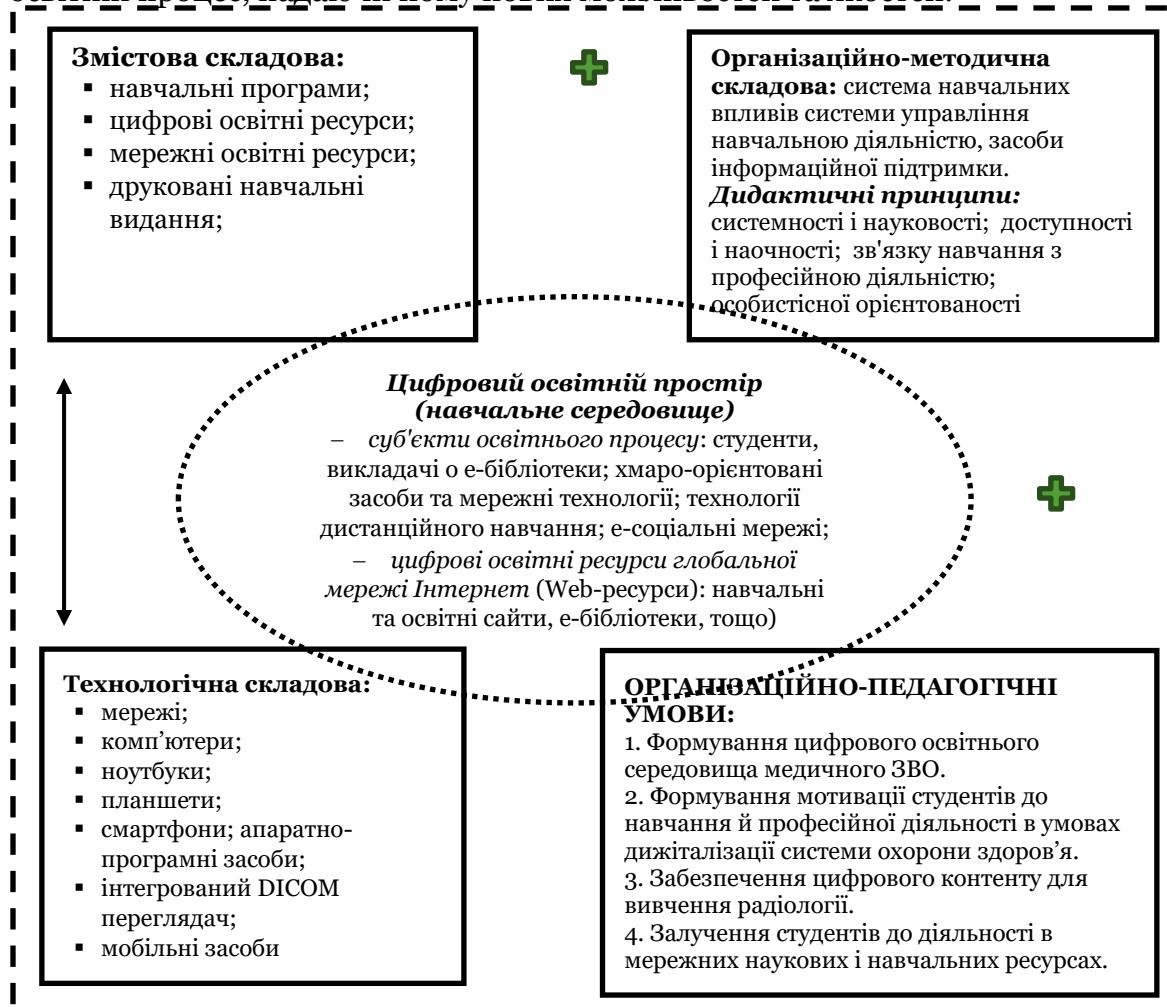 Змістова складова:
▪ навчальні програми;
▪ цифрові освітні ресурси;
▪ мережні освітні ресурси;
▪ друковані навчальні
видання;
Організаційно-методична
складова: система навчальних
впливів системи управління
навчальною діяльністю, засоби
інформаційної підтримки.
Дидактичні принципи:
системності і науковості; доступності
і наочності; зв'язку навчання з
професійною діяльністю;
особистісної орієнтованості
Цифровий освітній простір
(навчальне середовище)
– суб'єкти освітнього процесу: студенти,
викладачі о е-бібліотеки; хмаро-орієнтовані
засоби та мережні технології; технології
дистанційного навчання; е-соціальні мережі;
– цифрові освітні ресурси глобальної
мережі Інтернет (Web-ресурси): навчальні
та освітні сайти, е-бібліотеки, тощо)
Технологічна складова:
▪ мережі;
▪ комп’ютери;
▪ ноутбуки;
▪ планшети;
▪ смартфони; апаратно-
програмні засоби;
▪ інтегрований DICOM
переглядач;
▪ мобільні засоби
ОРГАНІЗАЦІЙНО-ПЕДАГОГІЧНІ
УМОВИ:
1. Формування цифрового освітнього
середовища медичного ЗВО.
2. Формування мотивації студентів до
навчання й професійної діяльності в умовах
дижіталізації системи охорони здоров’я.
3. Забезпечення цифрового контенту для
вивчення радіології.
4. Залучення студентів до діяльності в
мережних наукових і навчальних ресурсах.